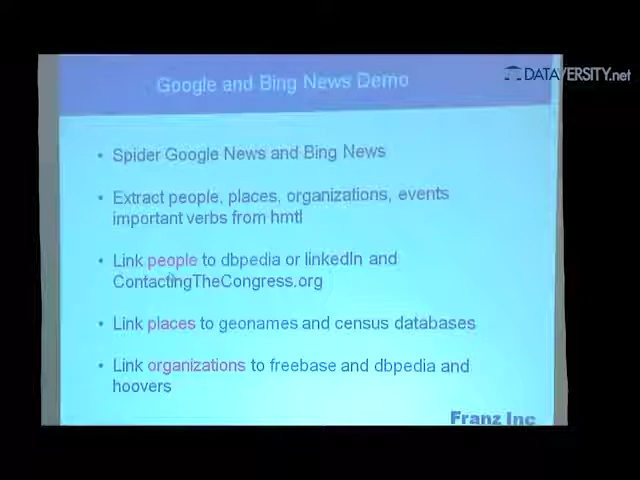 Google and Bing News Demo
DATAVERSITY.net
• Spider Google News and Bing News
• Extract people, places, organizations, events
important verbs from hmtl
• Link people to dbpedia or linkedIn and
ContactingTheCongress.org
• Link places to geonames and census databases
• Link organizations to freebase and dbpedia and
hoovers
Franz Inc